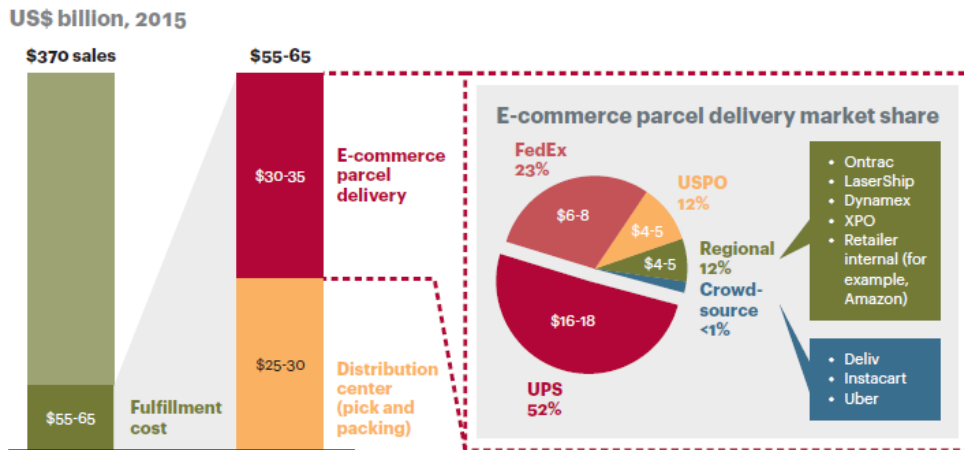 US$ billion, 2015
$370 sales
$55-65
Fulfillment
cost
$55-65
$30-35
$25-30
E-commerce
parcel
delivery
Distribution
center
(pick and
packing)
E-commerce parcel delivery market share
FedEx
23%
$6-8
USPO
12%
$4-5
Regional
12%
$4-5
Crowd-
source
<1%
UPS
52%
$16-18
• Ontrac
• LaserShip
• Dynamex
• XPO
• Retailer
internal (for
example,
Amazon)
• Deliv
• Instacart
• Uber